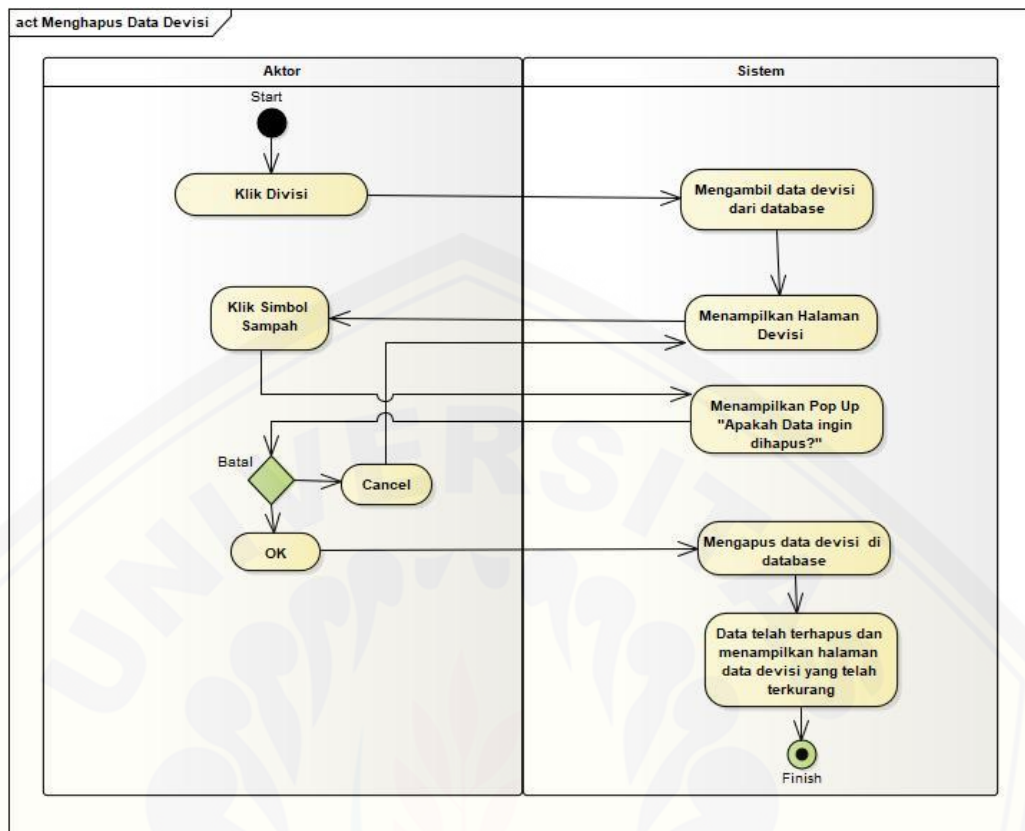 act Menghapus Data Devisi
Aktor
Sistem
Start
Klik Divisi
Mengambil data devisi
dari database
Klik Simbol
Sampah
Menampilkan Halaman
Devisi
Menampilkan Pop Up
"Apakah Data ingin
dihapus?"
Batal
Cancel
OK
Mengapus data devisi di
database
Data telah terhapus dan
menampilkan halaman
data devisi yang telah
terkurang
Finish
UNIVERSITA